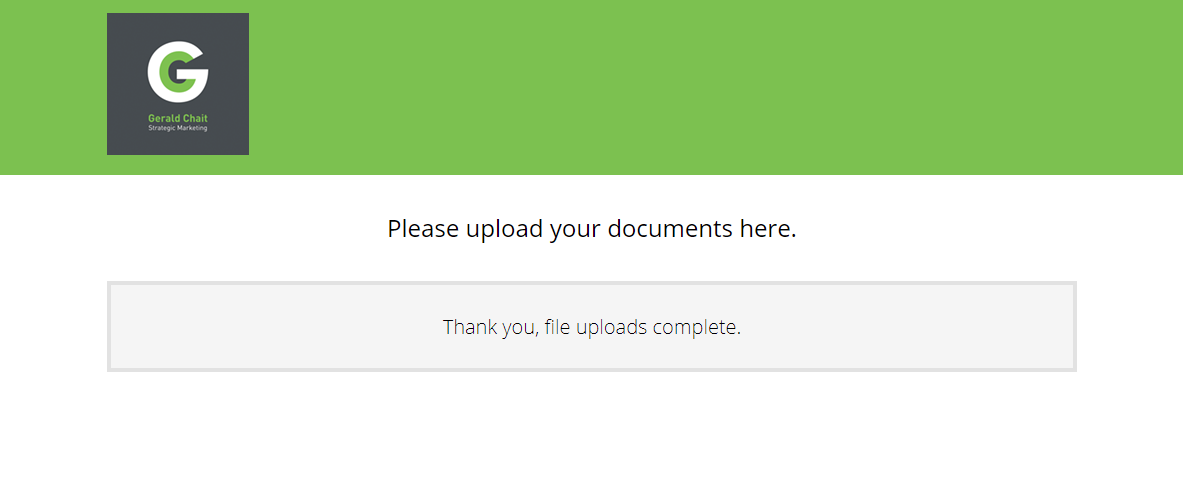 Gerald Chait
Strategic Marketing
Please upload your documents here.
Thank you, file uploads complete.